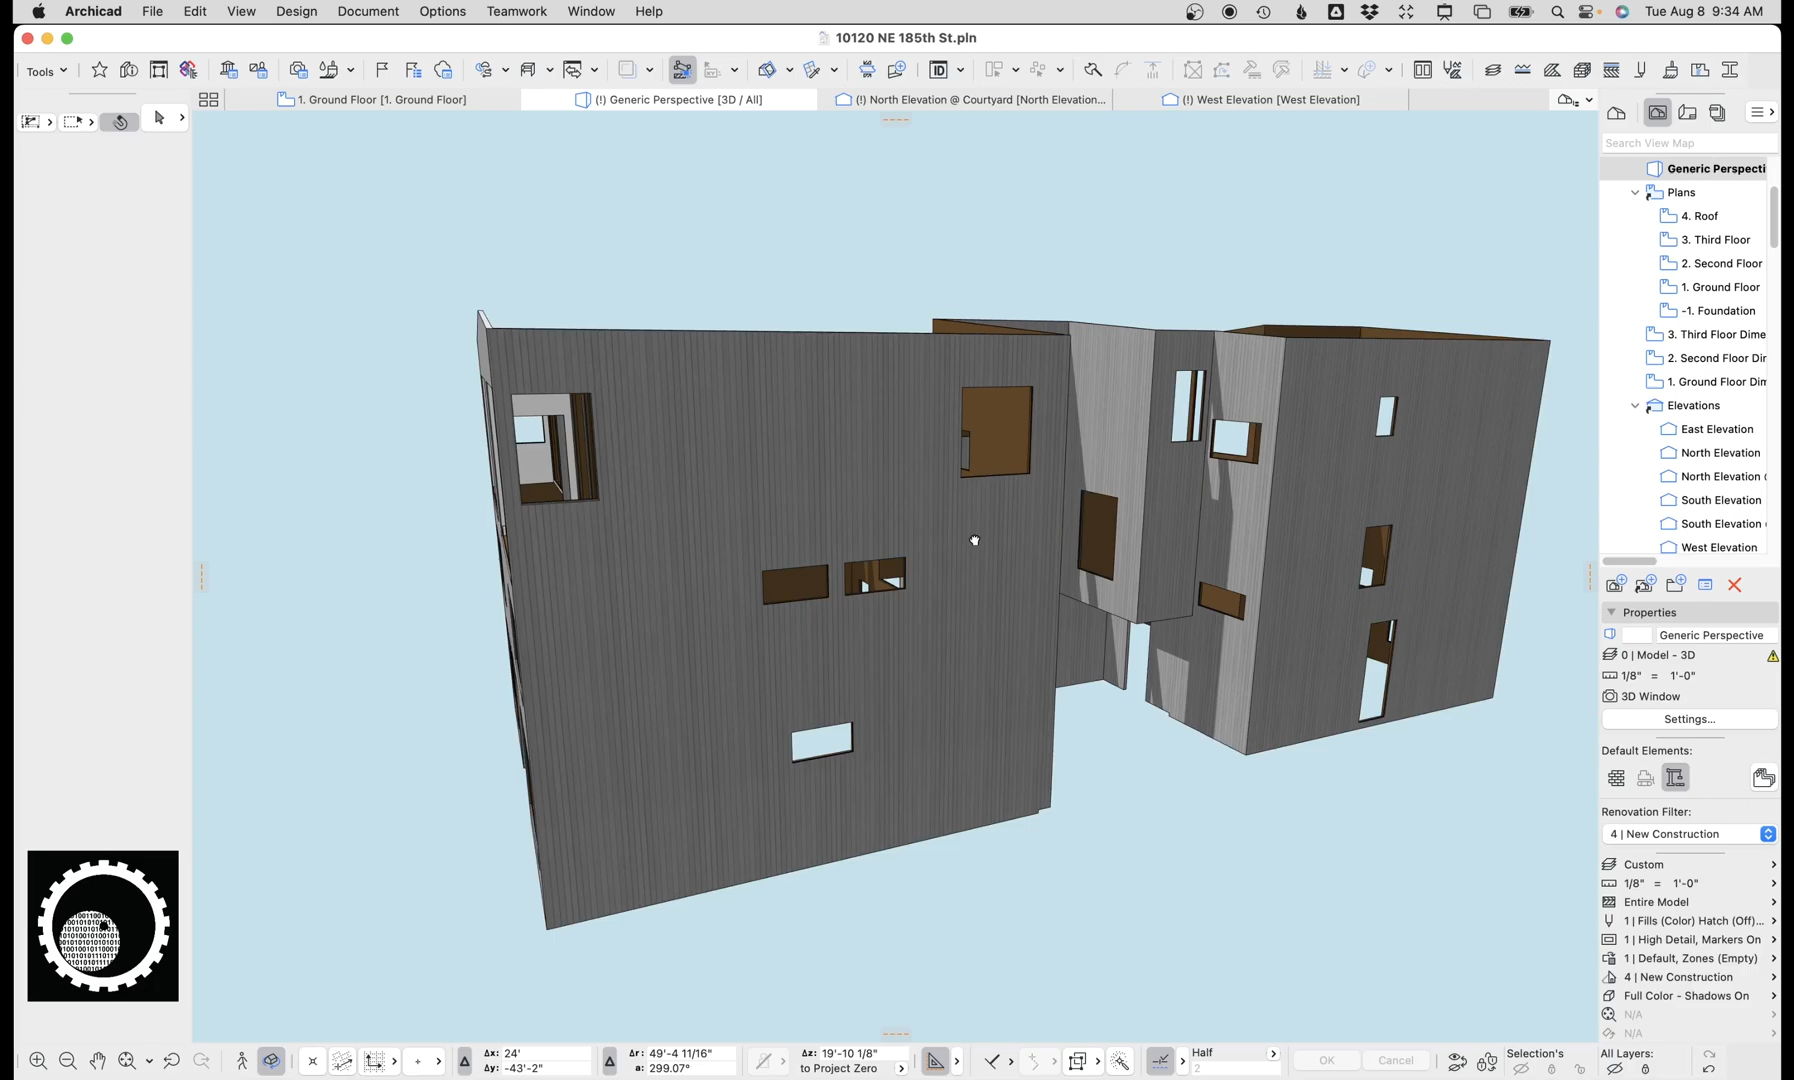 Archicad File Edit View Design Document Options Teamwork Window Help
Tue Aug 8 9:34 AM
10120 NE 185th St.pln
Tools
1. Ground Floor [1. Ground Floor]
(!) Generic Perspective [3D / All]
(!) North Elevation @ Courtyard [North Elevation...
(!) West Elevation [West Elevation]
Search View Map
Generic Perspecti
Plans
4. Roof
3. Third Floor
2. Second Floor
1. Ground Floor
-1. Foundation
3. Third Floor Dime
2. Second Floor Di
1. Ground Floor Dim
Elevations
East Elevation
North Elevation
North Elevation
South Elevation
South Elevation
West Elevation
Properties
Generic Perspective
0 | Model - 3D
1/8" = 1'-0"
3D Window
Settings...
Default Elements:
Renovation Filter:
4 | New Construction
Custom
1/8" = 1'-0"
Entire Model
1 | Fills (Color) Hatch (Off)...
1 | High Detail, Markers On
1 | Default, Zones (Empty)
4 | New Construction
Full Color - Shadows On
N/A
N/A
Δx: 24'
Δy: -43'-2"
Δr: 49'-4 11/16"
a: 299.07°
Δz: 19'-10 1/8"
to Project Zero
Half
2
OK
Cancel
Selection's
All Layers: